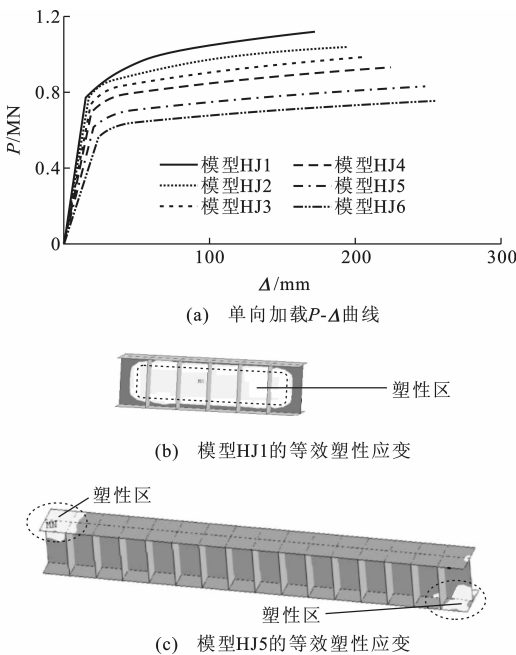 1.2
0.8
0.4
0
P/MN
模型HJ1
模型HJ2
模型HJ3
模型HJ4
模型HJ5
模型HJ6
100
200
300
Δ/mm
(a) 单向加载P-Δ曲线
塑性区
(b) 模型HJ1的等效塑性应变
塑性区
塑性区
(c) 模型HJ5的等效塑性应变